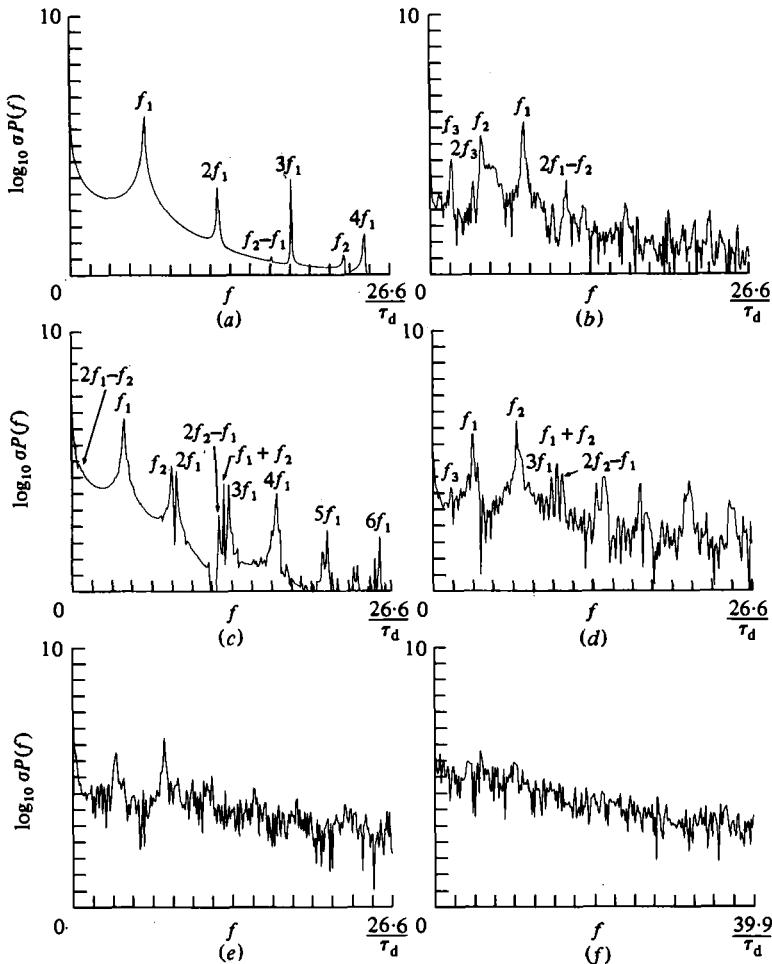 10
log₁₀ σP(f)
f₁
2f₁
f₂–f₁
3f₁
f₂
4f₁
0
f
26·6/τd
(a)
10
f₃
f₂
2f₃
f₁
2f₁–f₂
0
f
26·6/τd
(b)
10
log₁₀ σP(f)
2f₁–f₂
f₁
f₂
2f₁
2f₂–f₁
f₁ + f₂
3f₁
4f₁
5f₁
6f₁
0
f
26·6/τd
(c)
10
f₁
f₃
f₂
f₁ + f₂
3f₁
2f₂–f₁
0
f
26·6/τd
(d)
10
log₁₀ σP(f)
0
f
26·6/τd
(e)
10
0
f
39·9/τd
(f)